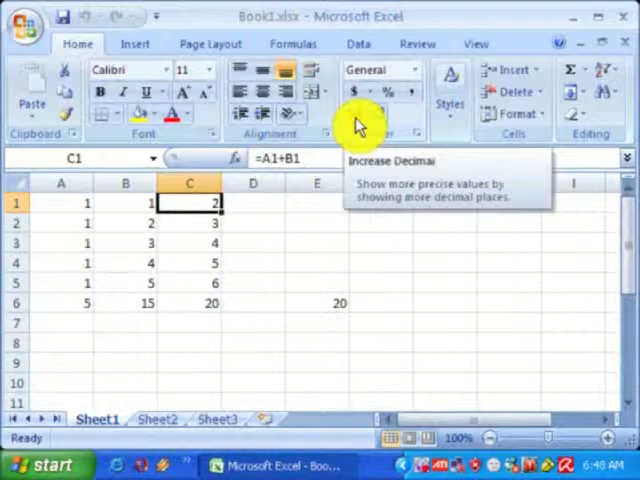 Book1.xlsx - Microsoft Excel
Home Insert Page Layout Formulas Data Review View
Calibri 11 General
Paste B I U A A $ % , Styles Insert Delete Format Σ
Clipboard Font Alignment Cells Editing
C1 fx =A1+B1
Increase Decimal
Show more precise values by
showing more decimal places.
A B C D E I
1 1 1 2
2 1 2 3
3 1 3 4
4 1 4 5
5 1 5 6
6 5 15 20 20
7
8
9
10
11
Sheet1 Sheet2 Sheet3
Ready 100%
start Microsoft Excel - Boo... ATI 6:48 AM